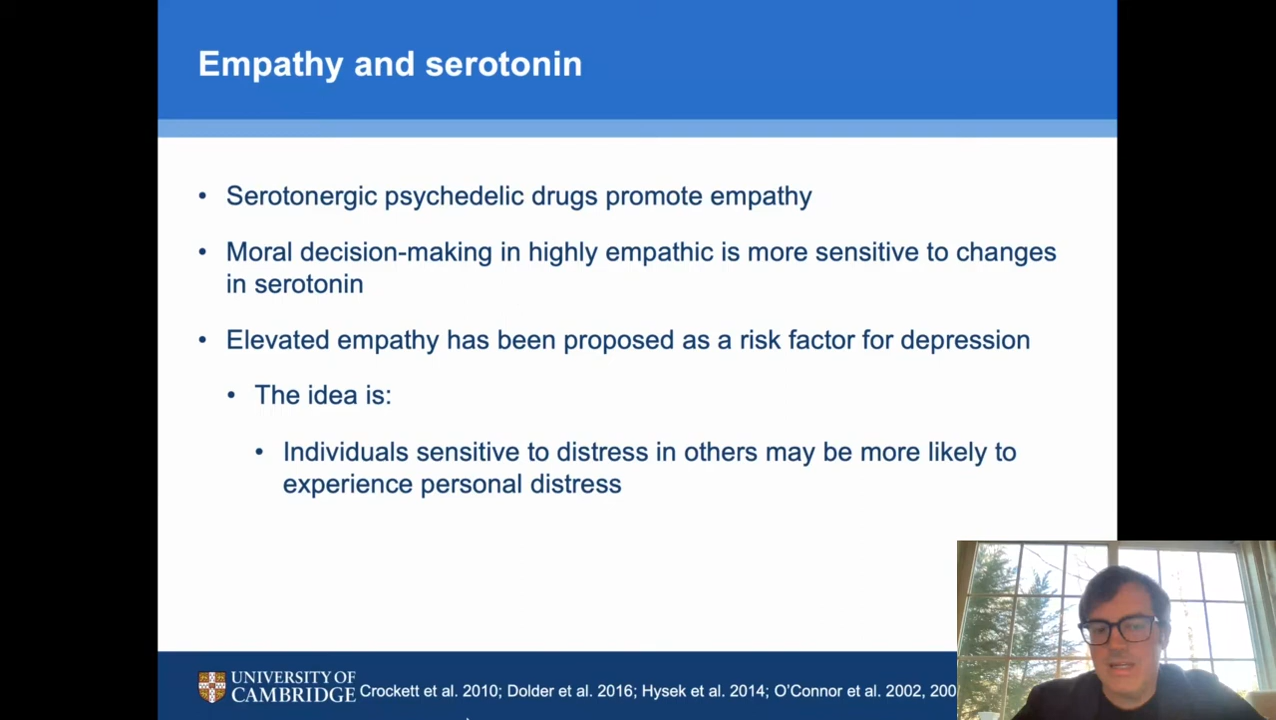 Empathy and serotonin
• Serotonergic psychedelic drugs promote empathy
• Moral decision-making in highly empathic is more sensitive to changes
in serotonin
• Elevated empathy has been proposed as a risk factor for depression
• The idea is:
• Individuals sensitive to distress in others may be more likely to
experience personal distress
UNIVERSITY OF
CAMBRIDGE
Crockett et al. 2010; Dolder et al. 2016; Hysek et al. 2014; O'Connor et al. 2002,